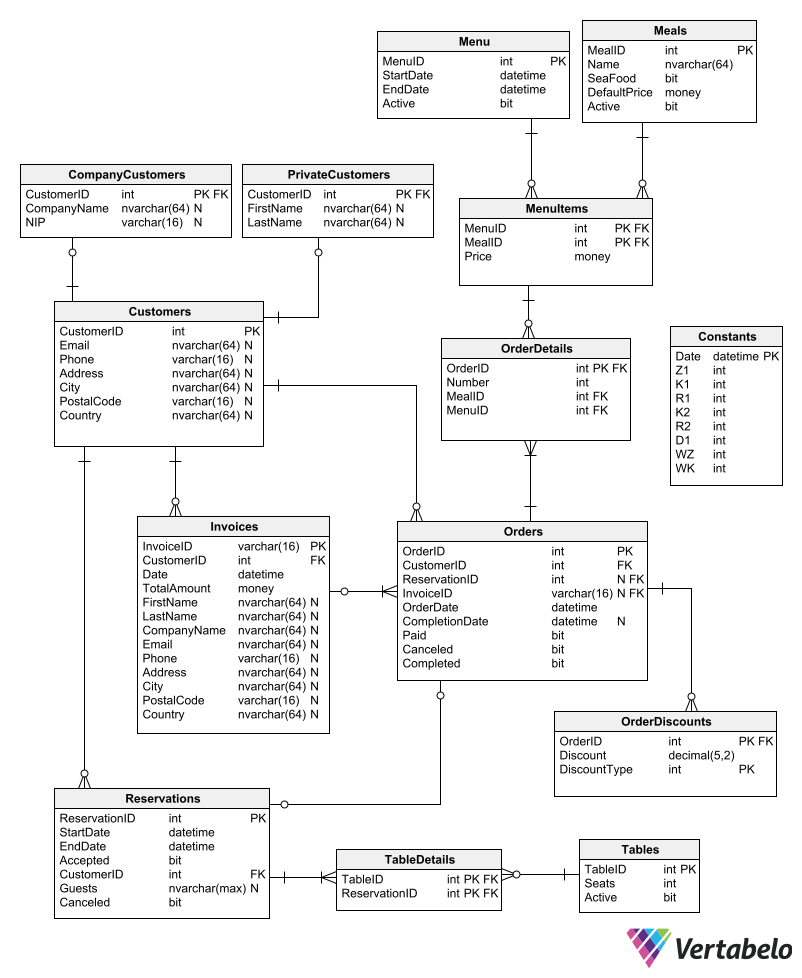 Menu
MenuID int PK
StartDate datetime
EndDate datetime
Active bit
Meals
MealID int PK
Name nvarchar(64)
SeaFood bit
DefaultPrice money
Active bit
CompanyCustomers
CustomerID int PK FK
CompanyName nvarchar(64) N
NIP varchar(16) N
PrivateCustomers
CustomerID int PK FK
FirstName nvarchar(64) N
LastName nvarchar(64) N
MenuItems
MenuID int PK FK
MealID int PK FK
Price money
Customers
CustomerID int PK
Email nvarchar(64) N
Phone varchar(16) N
Address nvarchar(64) N
City nvarchar(64) N
PostalCode varchar(16) N
Country nvarchar(64) N
OrderDetails
OrderID int PK FK
Number int
MealID int FK
MenuID int FK
Constants
Date datetime PK
Z1 int
K1 int
R1 int
K2 int
R2 int
D1 int
WZ int
WK int
Invoices
InvoiceID varchar(16) PK
CustomerID int FK
Date datetime
TotalAmount money
FirstName nvarchar(64) N
LastName nvarchar(64) N
CompanyName nvarchar(64) N
Email nvarchar(64) N
Phone varchar(16) N
Address nvarchar(64) N
City nvarchar(64) N
PostalCode varchar(16) N
Country nvarchar(64) N
Orders
OrderID int PK
CustomerID int FK
ReservationID int N FK
InvoiceID varchar(16) N FK
OrderDate datetime
CompletionDate datetime N
Paid bit
Canceled bit
Completed bit
OrderDiscounts
OrderID int PK FK
Discount decimal(5,2)
DiscountType int PK
Reservations
ReservationID int PK
StartDate datetime
EndDate datetime
Accepted bit
CustomerID int FK
Guests nvarchar(max) N
Canceled bit
TableDetails
TableID int PK FK
ReservationID int PK FK
Tables
TableID int PK
Seats int
Active bit
Vertabelo